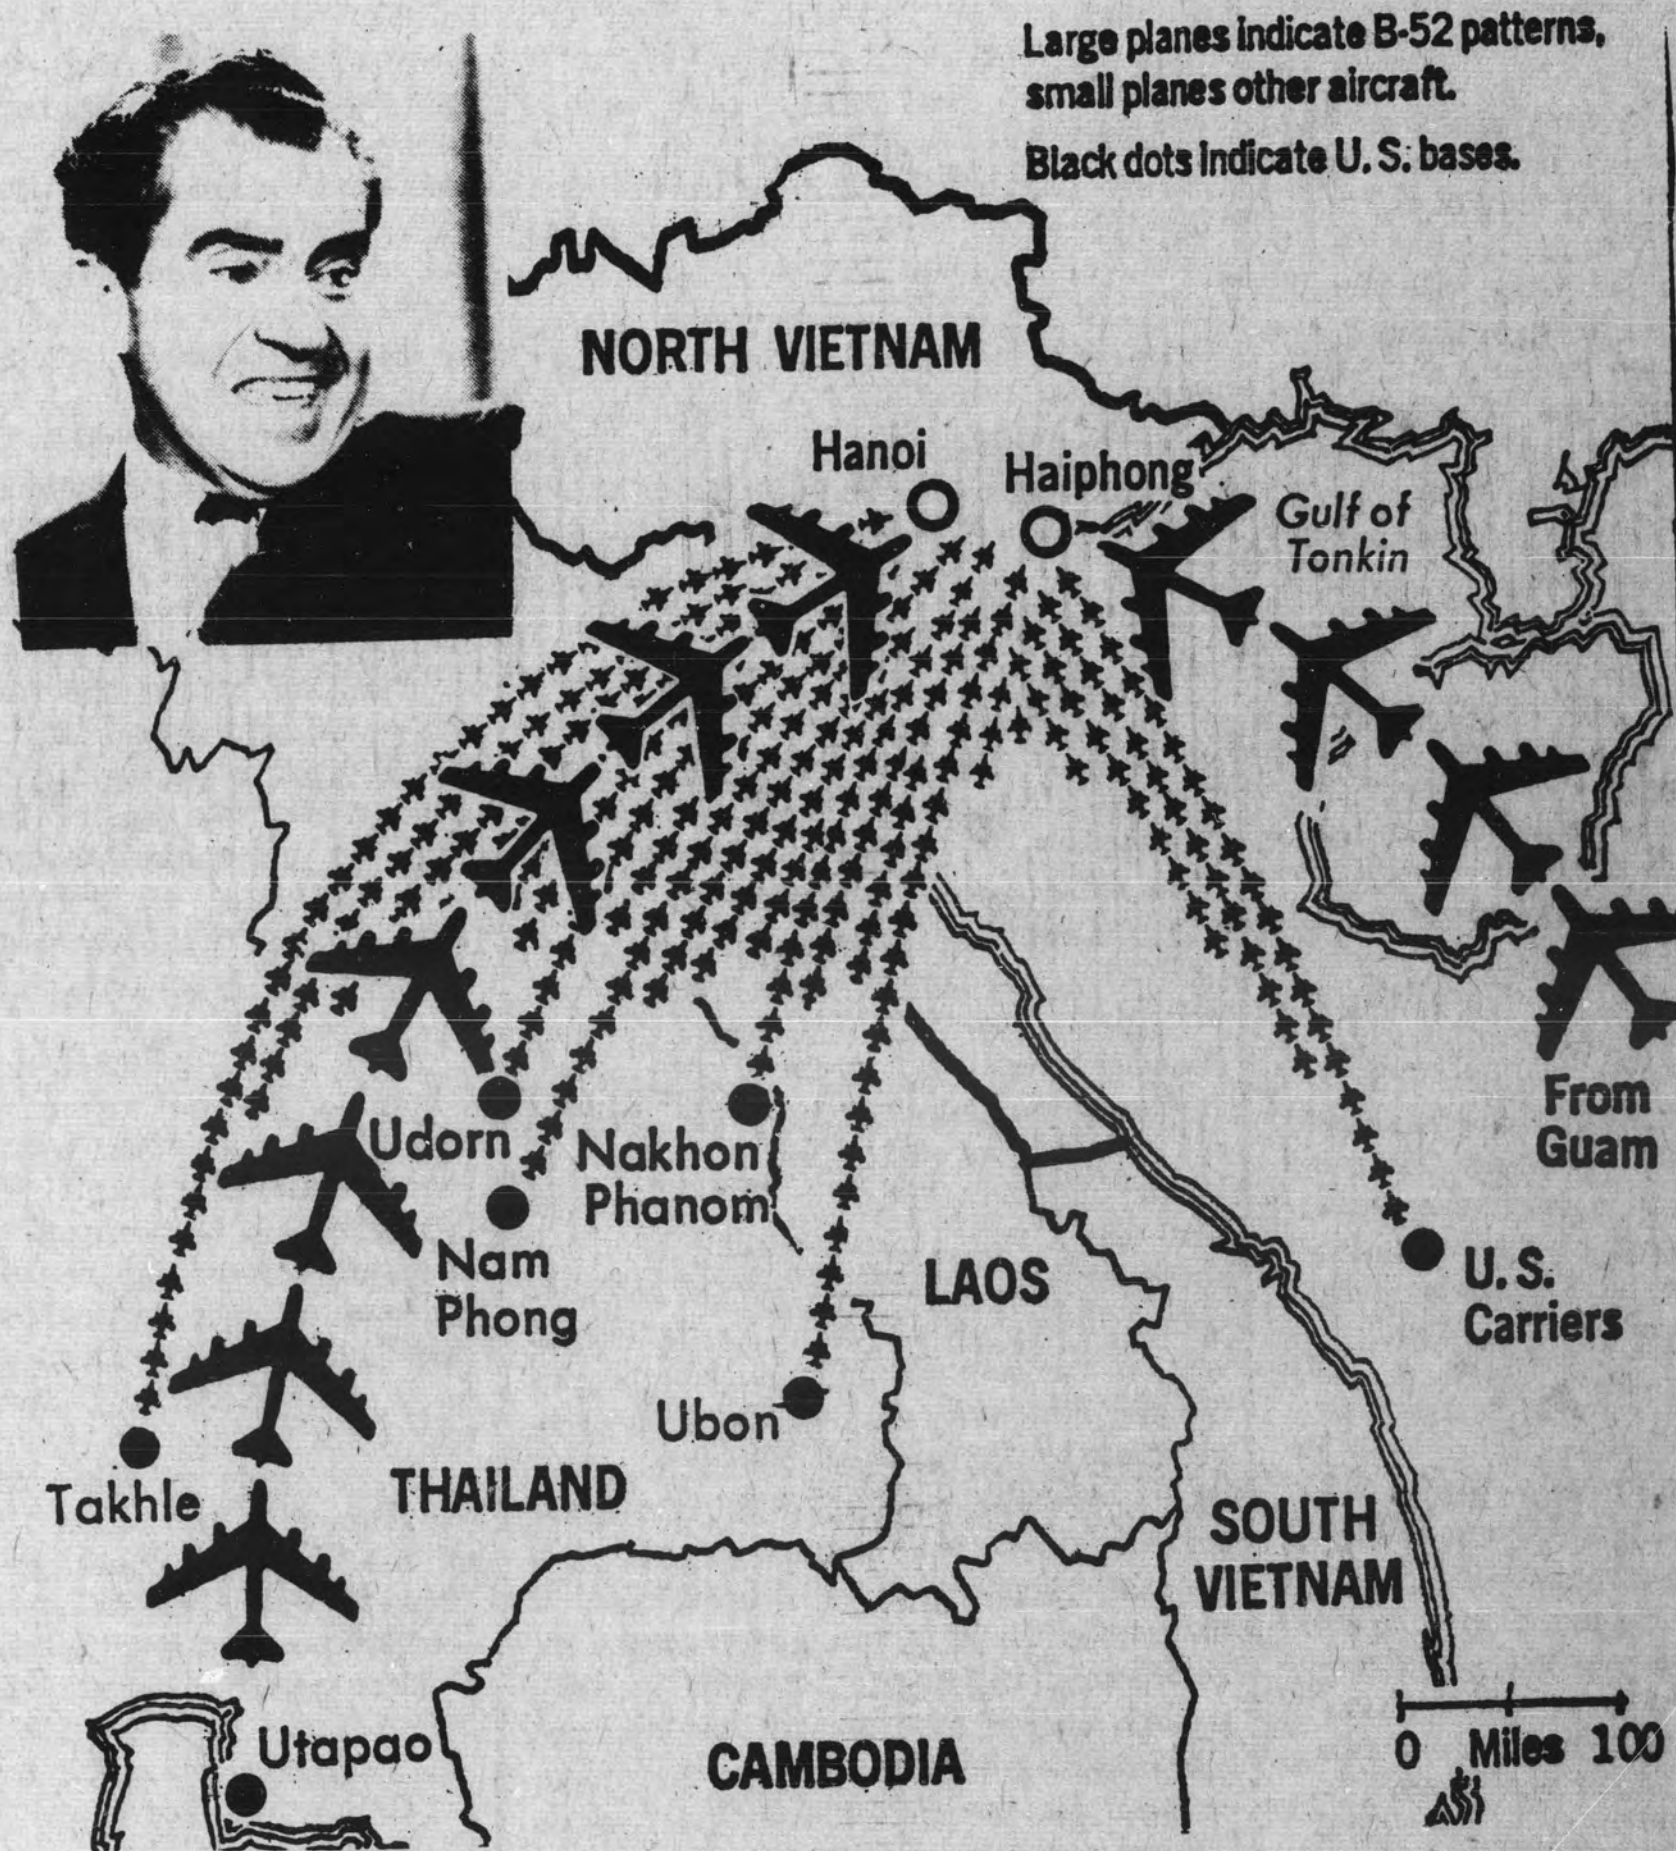 Large planes indicate B-52 patterns,
small planes other aircraft.
Black dots indicate U. S. bases.
NORTH VIETNAM
Hanoi
Haiphong
Gulf of
Tonkin
From
Guam
Udorn
Nakhon
Phanom
Nam
Phong
LAOS
U. S.
Carriers
Ubon
Takhle
THAILAND
SOUTH
VIETNAM
Utapao
CAMBODIA
0 Miles 100